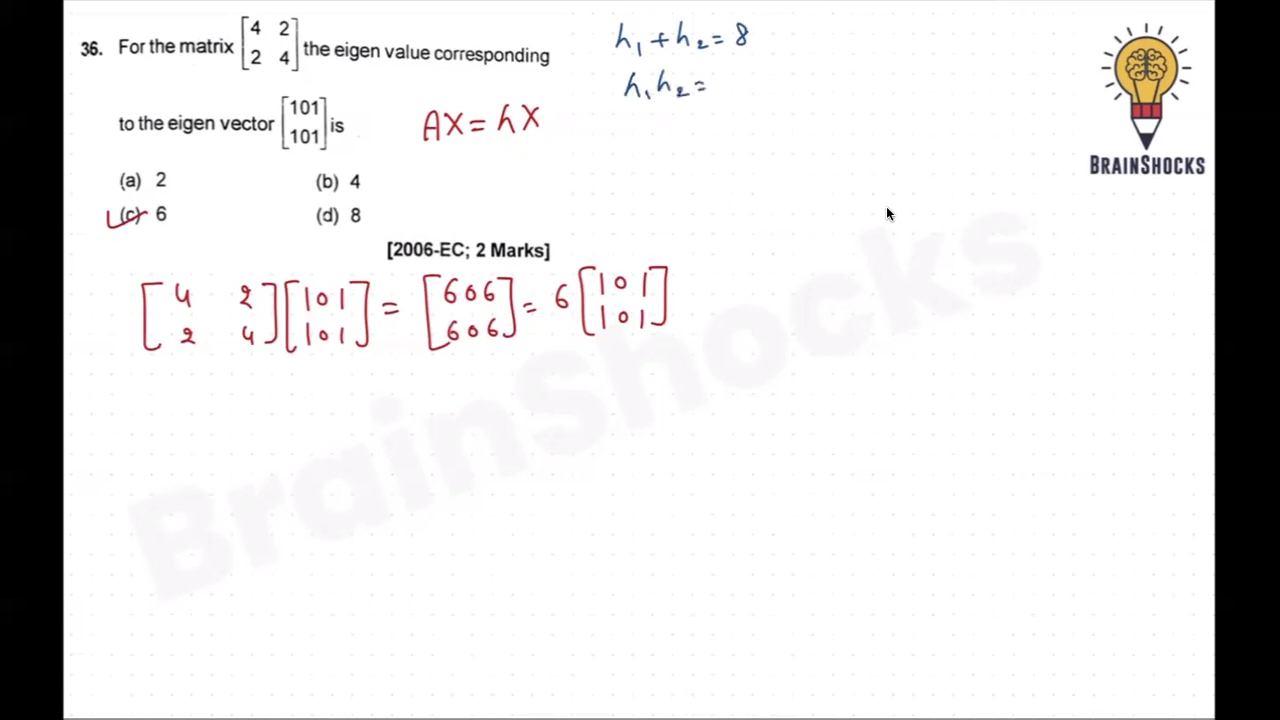 36. For the matrix [4 2
2 4] the eigen value corresponding
to the eigen vector [101
101] is
(a) 2 (b) 4
(c) 6 (d) 8
[2006-EC; 2 Marks]
AX = λX
λ₁ + λ₂ = 8
λ₁λ₂ =
[4 2
2 4] [101
101] = [606
606] = 6 [101
101]
BRAINSHOCKS
BrainShocks